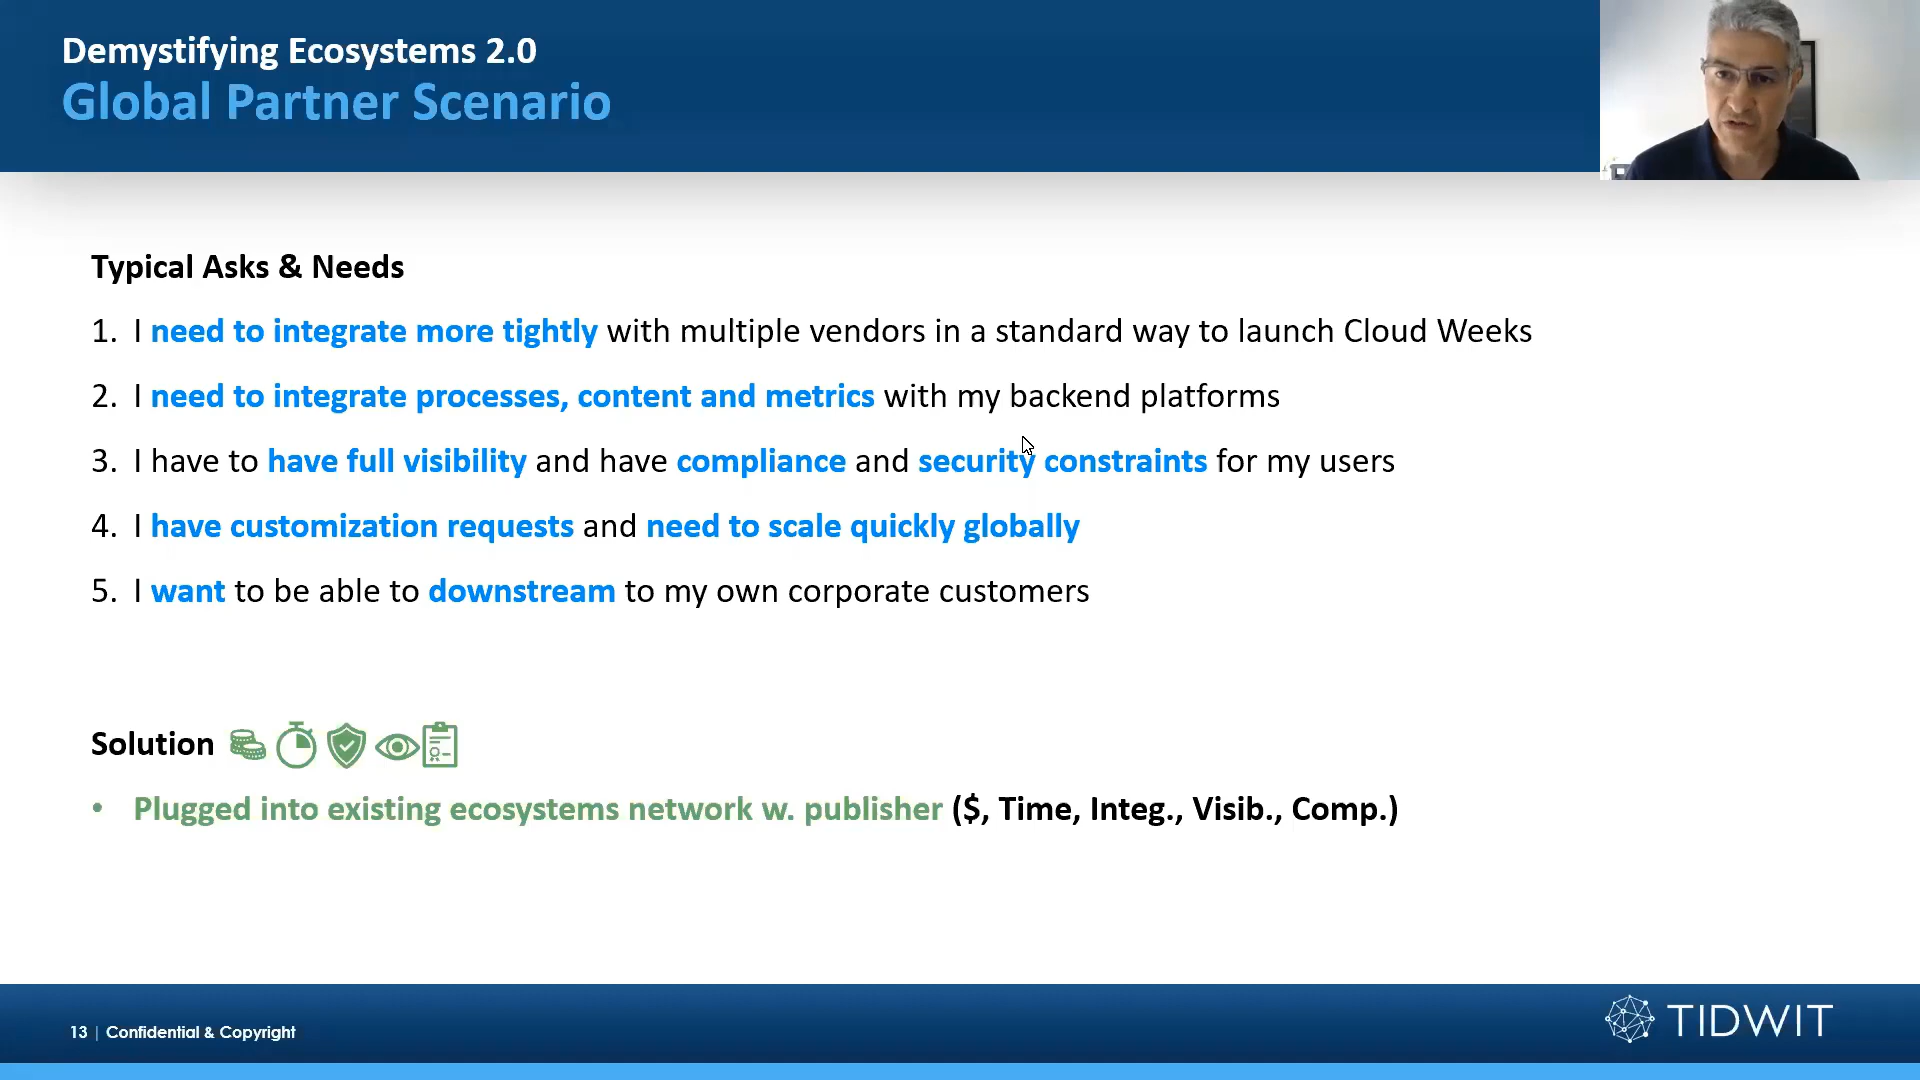 Demystifying Ecosystems 2.0
Global Partner Scenario
Typical Asks & Needs
1. I need to integrate more tightly with multiple vendors in a standard way to launch Cloud Weeks
2. I need to integrate processes, content and metrics with my backend platforms
3. I have to have full visibility and have compliance and security constraints for my users
4. I have customization requests and need to scale quickly globally
5. I want to be able to downstream to my own corporate customers
Solution
• Plugged into existing ecosystems network w. publisher ($, Time, Integ., Visib., Comp.)
13 | Confidential & Copyright
TIDWIT